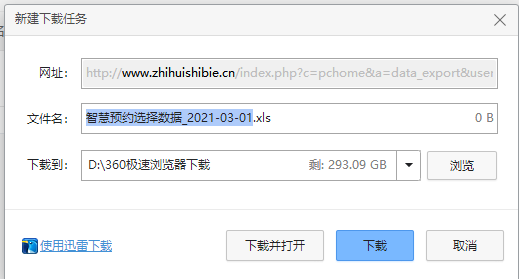 新建下载任务
网址： http://www.zhihuishibie.cn/index.php?c=pchome&a=data_export&user
文件名： 智慧预约选择数据_2021-03-01.xls 0 B
下载到： D:\360极速浏览器下载 剩: 293.09 GB 浏览
使用迅雷下载 下载并打开 下载 取消